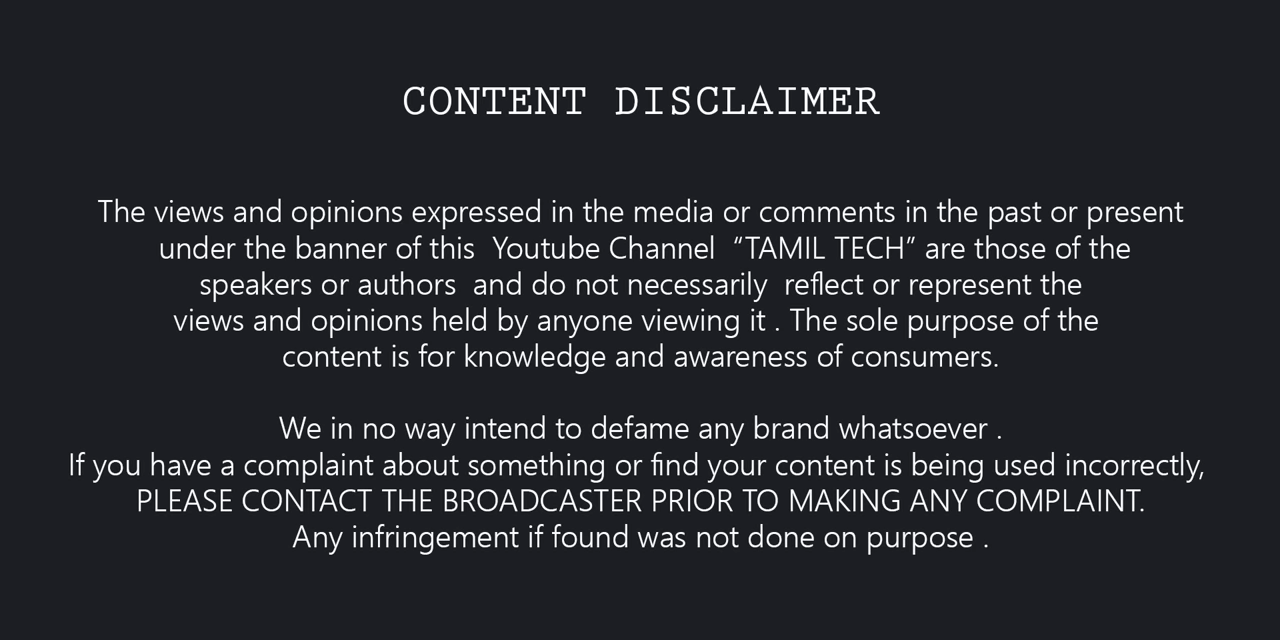 CONTENT DISCLAIMER
The views and opinions expressed in the media or comments in the past or present
under the banner of this  Youtube Channel  “TAMIL TECH” are those of the
speakers or authors  and do not necessarily  reflect or represent the
views and opinions held by anyone viewing it . The sole purpose of the
content is for knowledge and awareness of consumers.
We in no way intend to defame any brand whatsoever .
If you have a complaint about something or find your content is being used incorrectly,
PLEASE CONTACT THE BROADCASTER PRIOR TO MAKING ANY COMPLAINT.
Any infringement if found was not done on purpose .